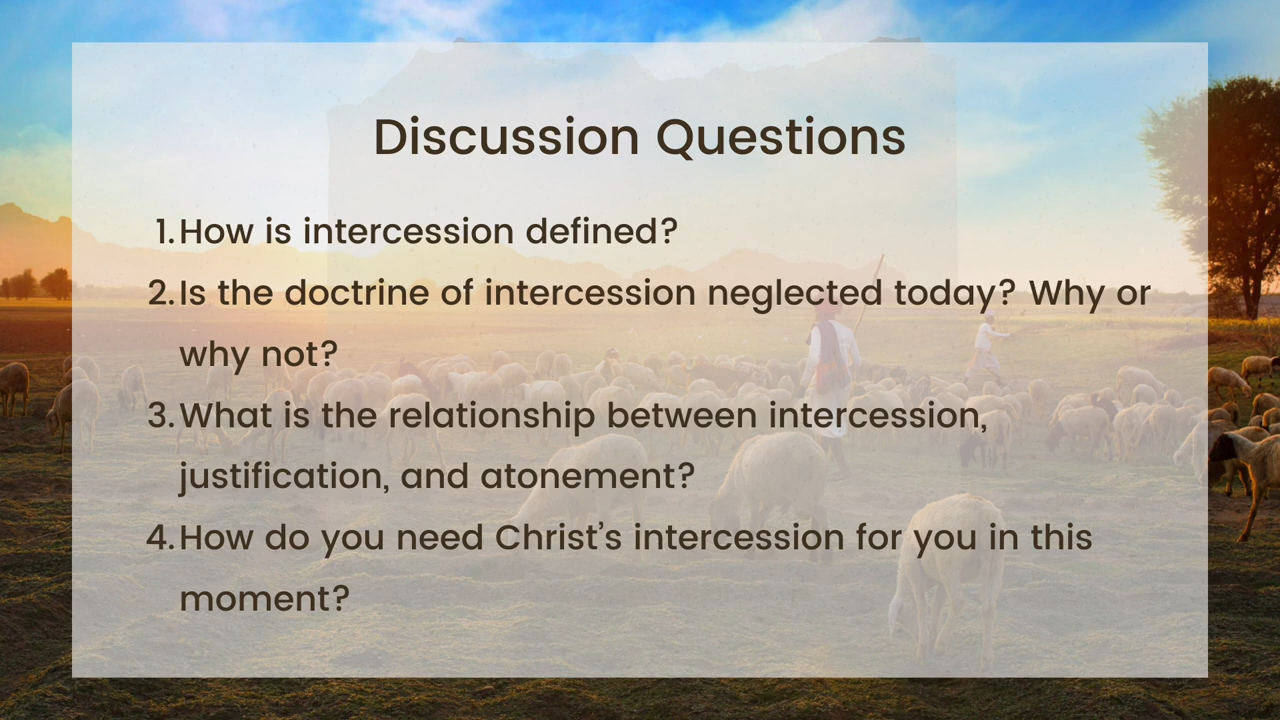 Discussion Questions
1. How is intercession defined?
2. Is the doctrine of intercession neglected today? Why or
why not?
3. What is the relationship between intercession,
justification, and atonement?
4. How do you need Christ’s intercession for you in this
moment?